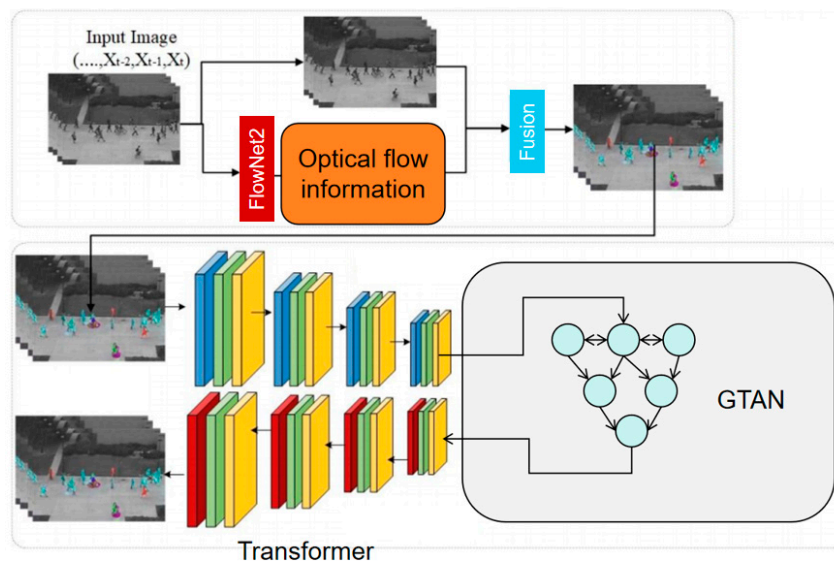 Input Image
(....,Xt-2,Xt-1,Xt)
FlowNet2
Optical flow
information
Fusion
GTAN
Transformer